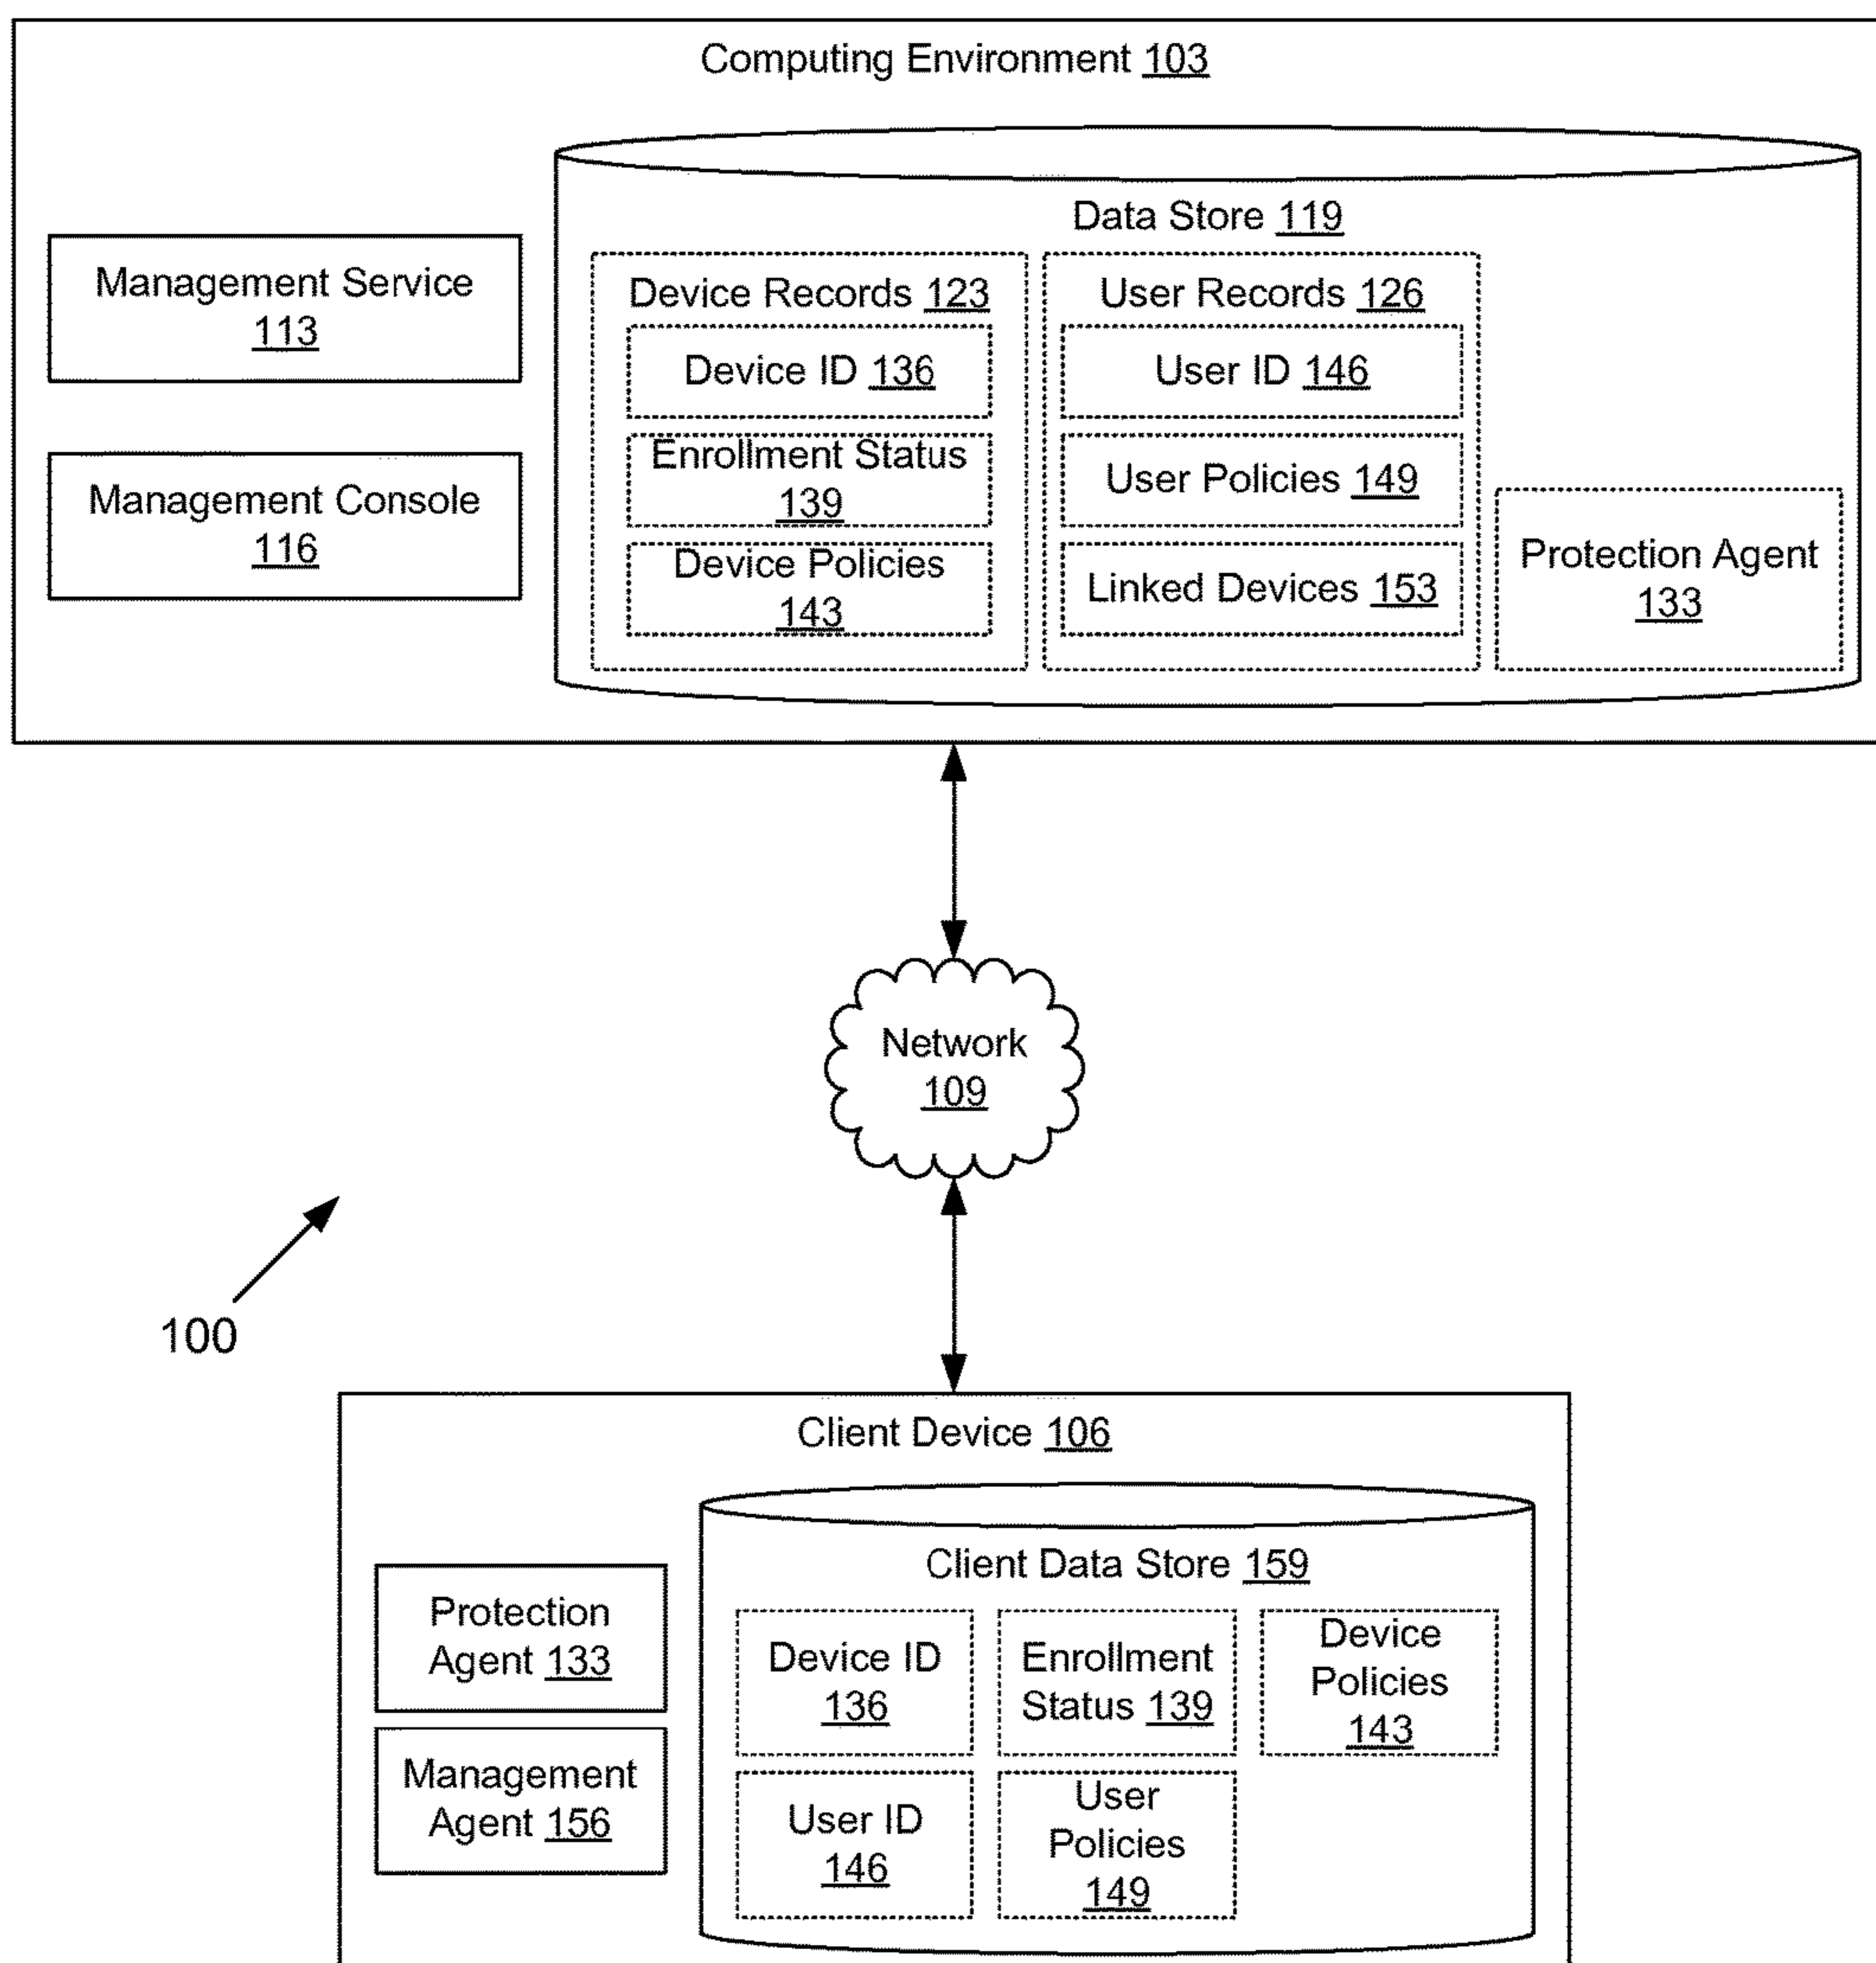 Computing Environment 103
Data Store 119
Management Service
113
Management Console
116
Device Records 123
Device ID 136
Enrollment Status
139
Device Policies
143
User Records 126
User ID 146
User Policies 149
Linked Devices 153
Protection Agent
133
Network
109
100
Client Device 106
Protection
Agent 133
Management
Agent 156
Client Data Store 159
Device ID
136
Enrollment
Status 139
Device
Policies
143
User ID
146
User
Policies
149